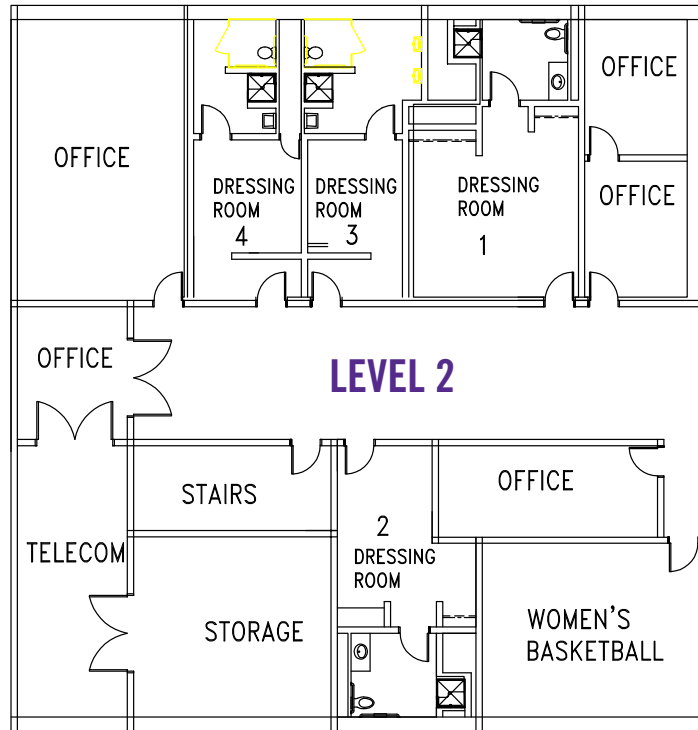 OFFICE
OFFICE
DRESSING
ROOM
4
DRESSING
ROOM
3
DRESSING
ROOM
1
OFFICE
OFFICE
LEVEL 2
STAIRS
OFFICE
2
DRESSING
ROOM
TELECOM
STORAGE
WOMEN'S
BASKETBALL